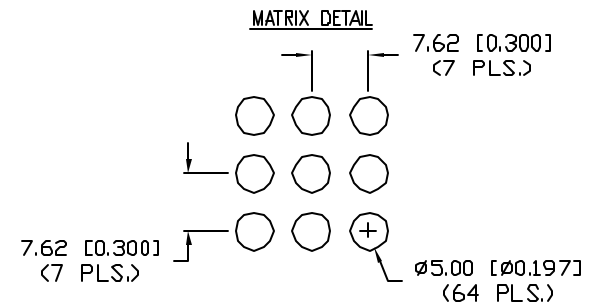 MATRIX DETAIL
7.62 [0.300]
(7 PLS.)
7.62 [0.300]
(7 PLS.)
ø5.00 [ø0.197]
(64 PLS.)